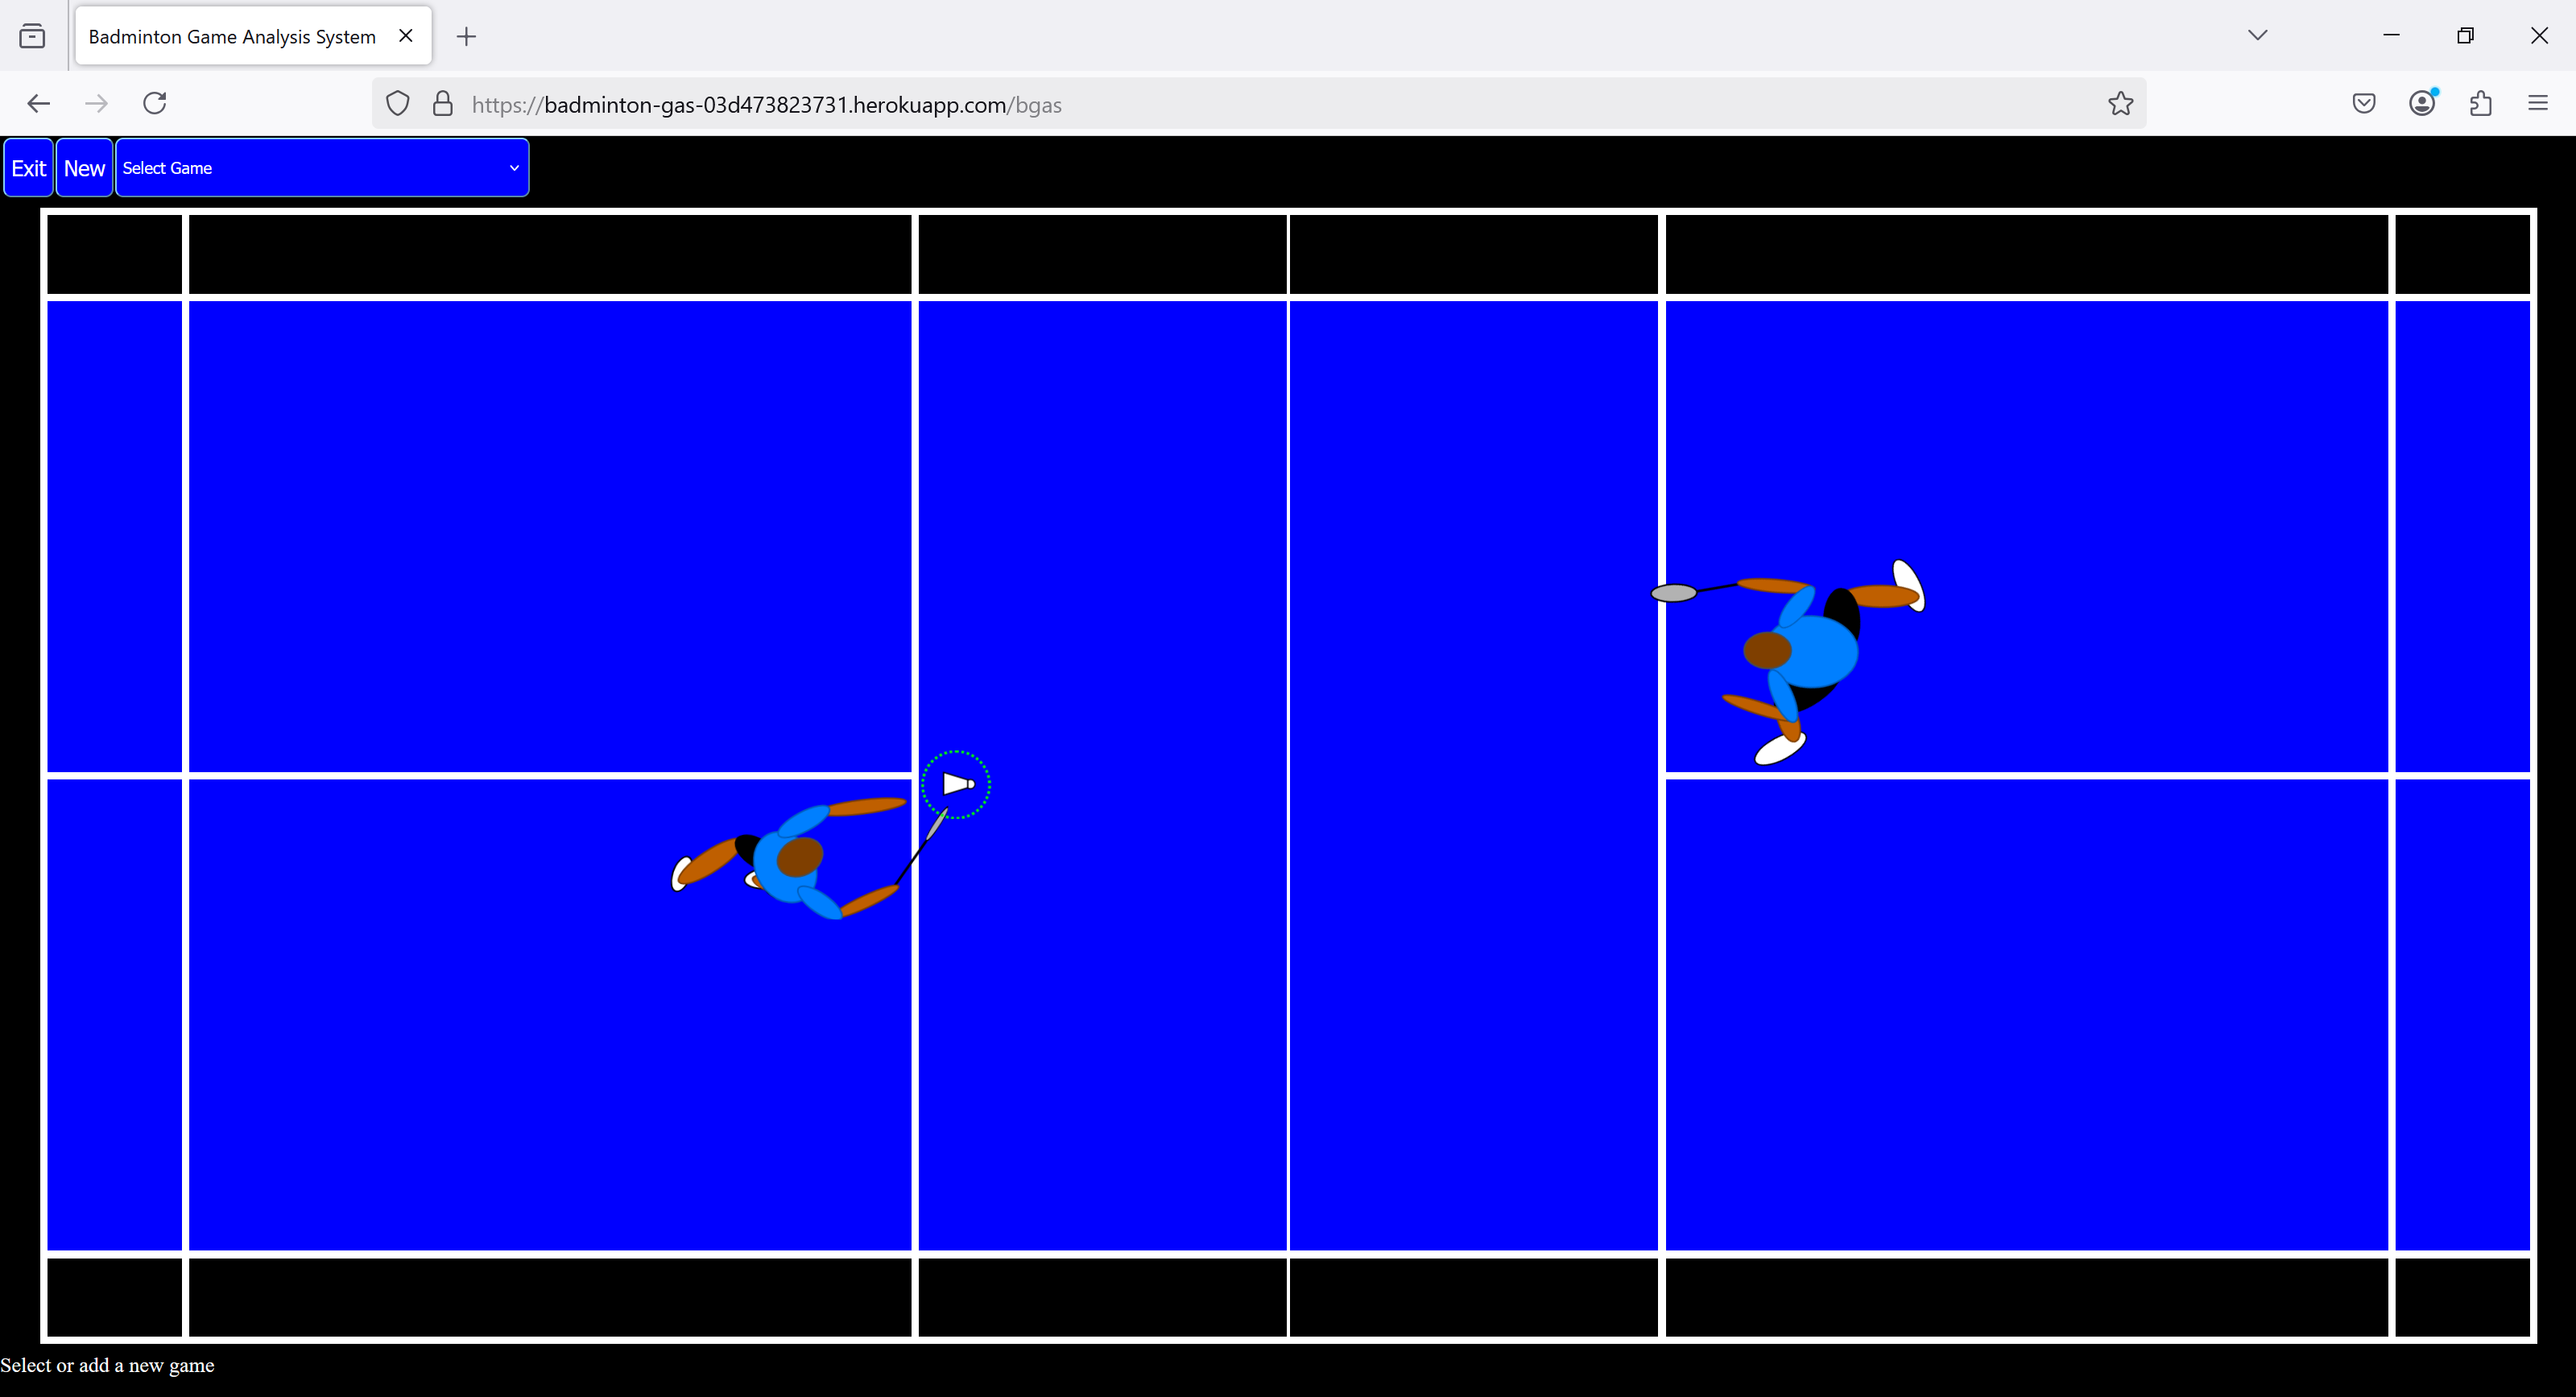 Badminton Game Analysis System
https://badminton-gas-03d473823731.herokuapp.com/bgas
Exit New Select Game
Select or add a new game